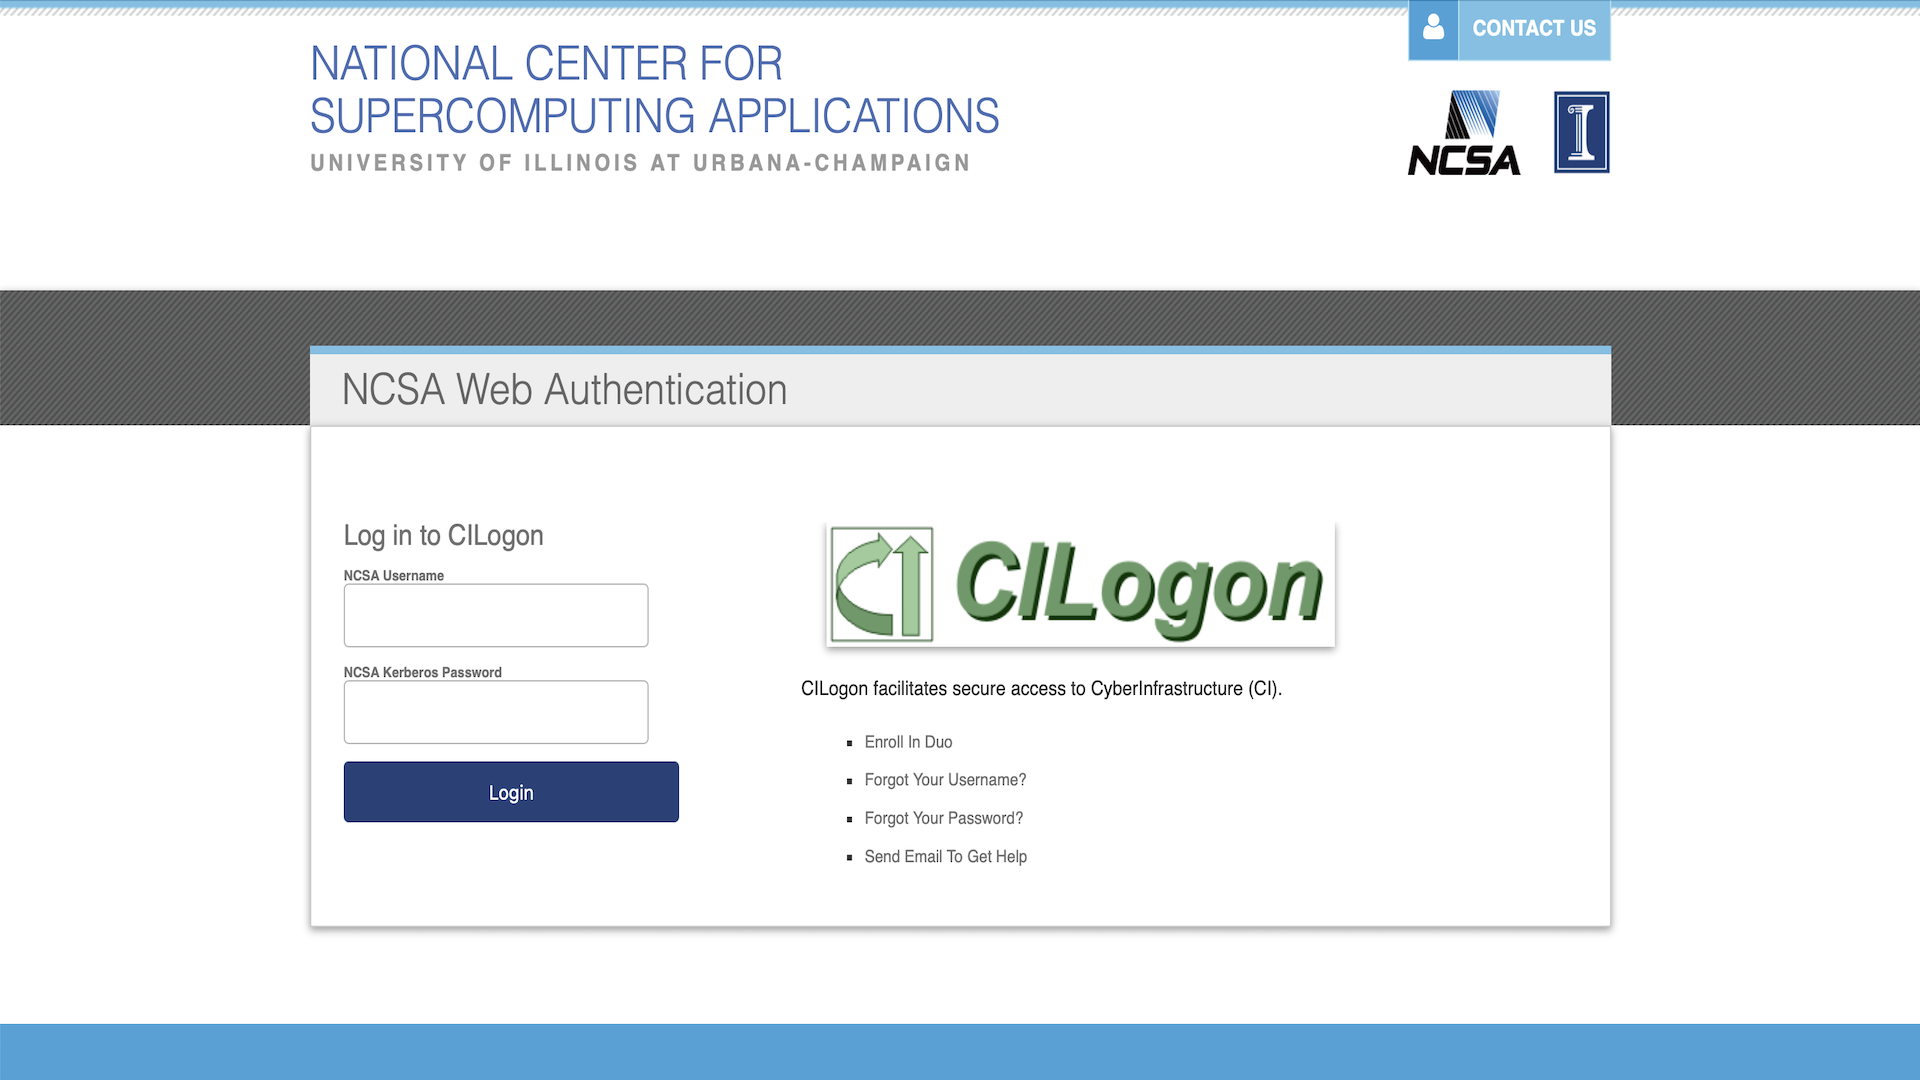 CONTACT US
NATIONAL CENTER FOR
SUPERCOMPUTING APPLICATIONS
UNIVERSITY OF ILLINOIS AT URBANA-CHAMPAIGN
NCSA
I
NCSA Web Authentication
Log in to CILogon
NCSA Username
NCSA Kerberos Password
Login
CILogon
CILogon facilitates secure access to CyberInfrastructure (CI).
Enroll In Duo
Forgot Your Username?
Forgot Your Password?
Send Email To Get Help